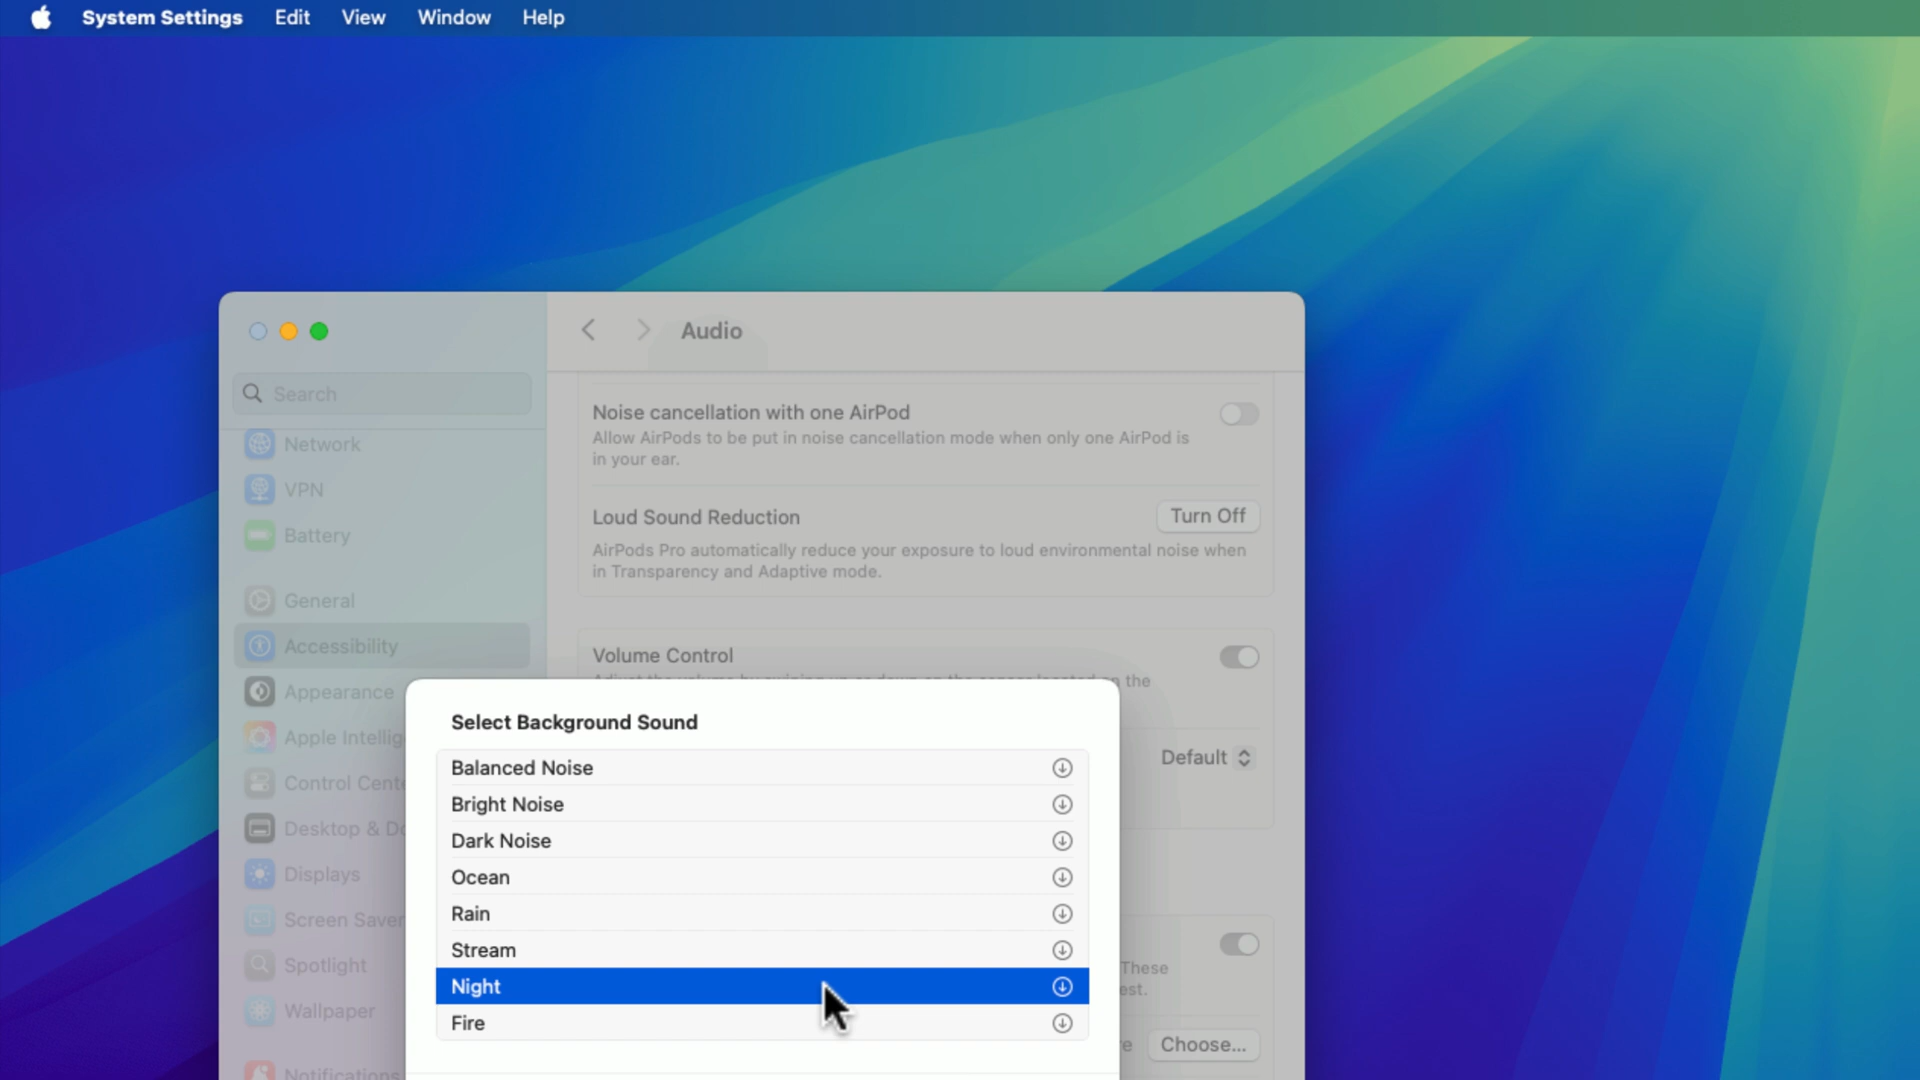 System Settings Edit View Window Help
Audio
Search
Network
VPN
Battery
General
Accessibility
Appearance
Apple Intellig
Control Cente
Desktop & Do
Displays
Screen Saver
Spotlight
Wallpaper
Notifications
Noise cancellation with one AirPod
Allow AirPods to be put in noise cancellation mode when only one AirPod is
in your ear.
Loud Sound Reduction
Turn Off
AirPods Pro automatically reduce your exposure to loud environmental noise when
in Transparency and Adaptive mode.
Volume Control
the
Default
Select Background Sound
Balanced Noise
Bright Noise
Dark Noise
Ocean
Rain
Stream
Night
Fire
These
est.
Choose...